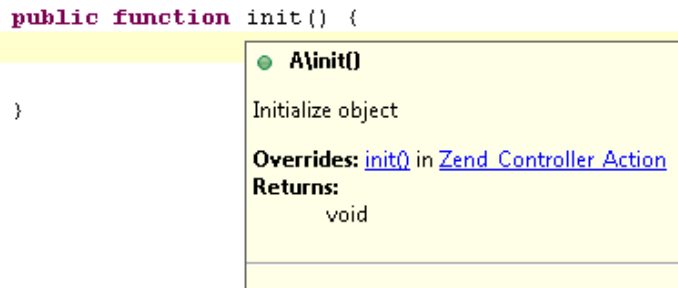 public function init() {
A\init()
Initialize object
}
Overrides: init() in Zend_Controller_Action
Returns:
void